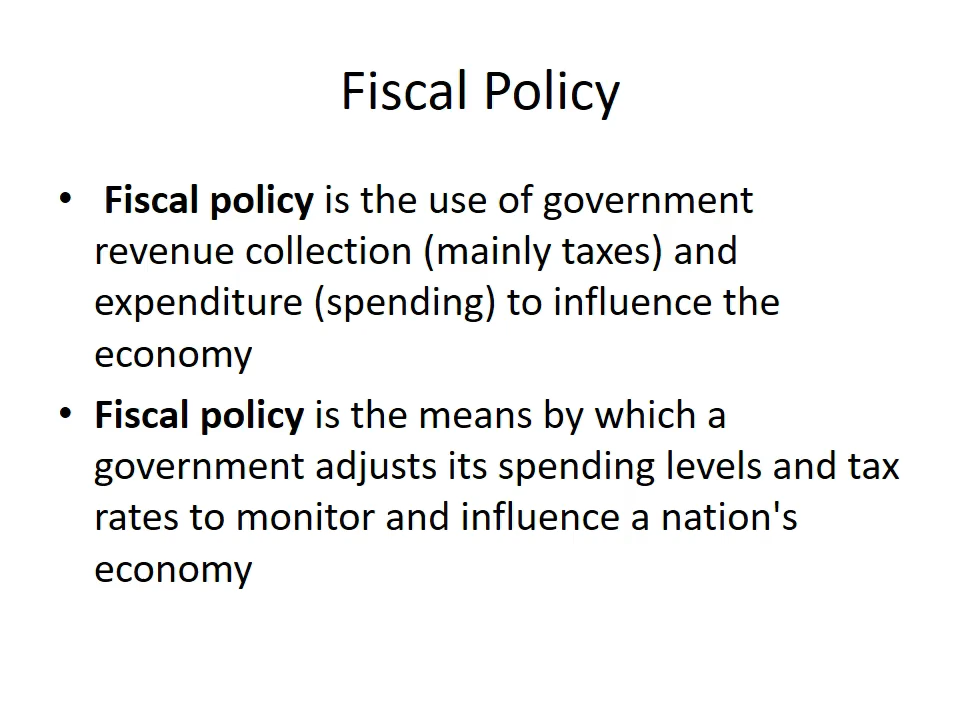 Fiscal Policy
• Fiscal policy is the use of government
revenue collection (mainly taxes) and
expenditure (spending) to influence the
economy
• Fiscal policy is the means by which a
government adjusts its spending levels and tax
rates to monitor and influence a nation's
economy